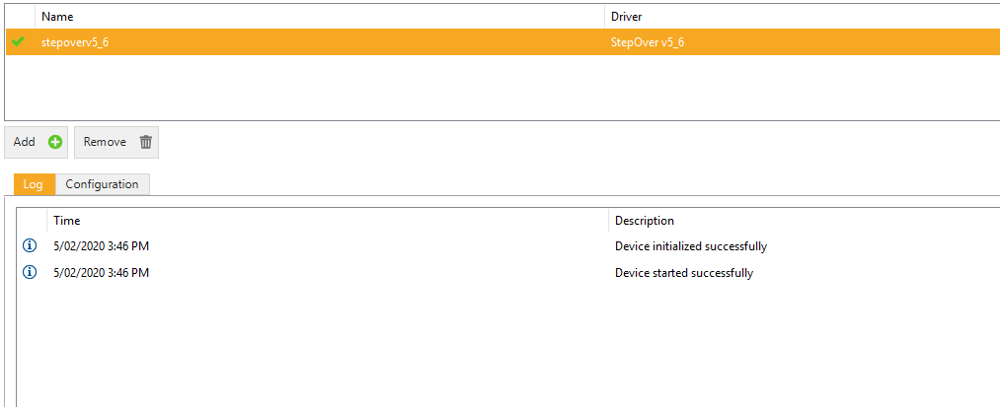 Name Driver
stepoverv5_6 StepOver v5_6
Add Remove
Log Configuration
Time Description
5/02/2020 3:46 PM Device initialized successfully
5/02/2020 3:46 PM Device started successfully